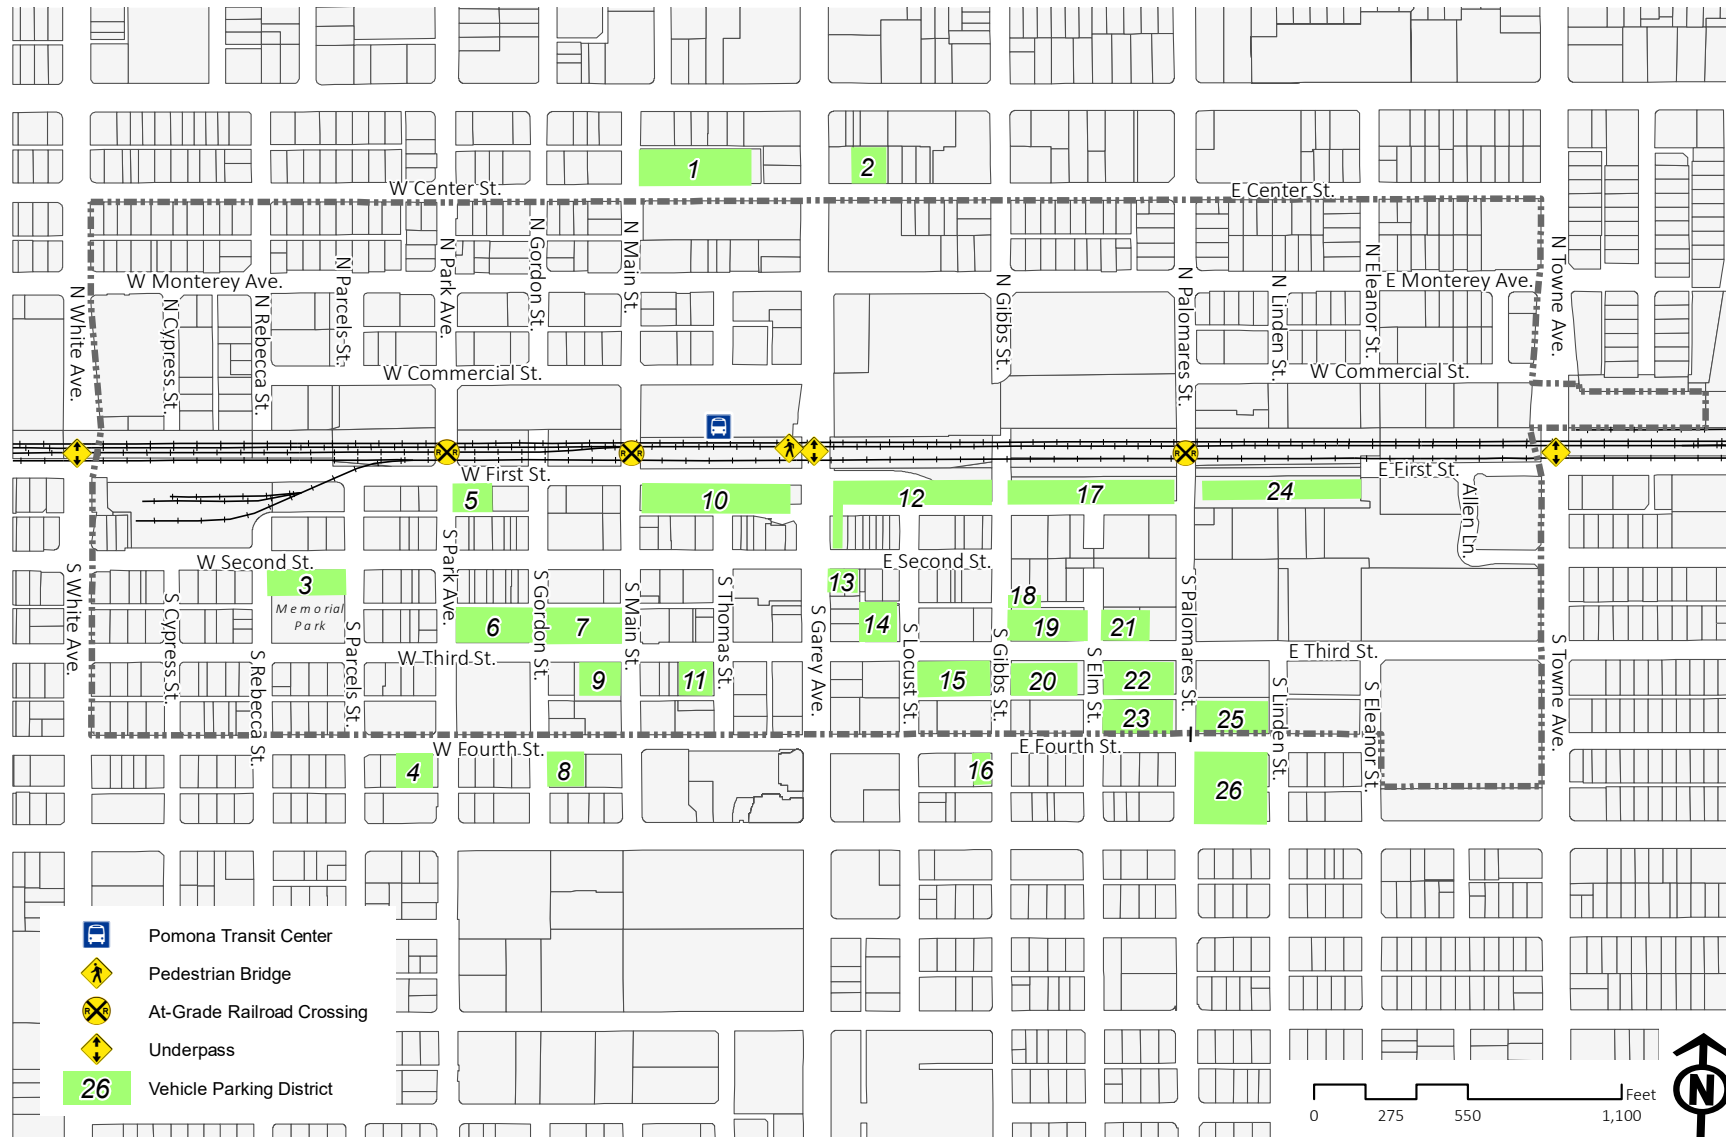 1
2
W Center St.
E Center St.
N Gordon St.
N Main St.
N Park Ave.
N Parcels St.
N Towne Ave.
N Eleanor St.
N Palomares St.
N Gibbs St.
N Linden St.
W Monterey Ave.
E Monterey Ave.
N White Ave.
N Cypress St.
N Rebecca St.
W Commercial St.
W Commercial St.
R R
R R
R R
W First St.
E First St.
5
10
12
17
24
Allen Ln.
S Park Ave.
W Second St.
E Second St.
3
13
S White Ave.
S Cypress St.
Memorial
Park
S Gordon St.
S Main St.
S Thomas St.
S Garey Ave.
S Palomares St.
18
6
7
14
19
21
S Parcels St.
S Locust St.
S Gibbs St.
S Elm St.
S Towne Ave.
W Third St.
E Third St.
S Rebecca St.
9
11
15
20
22
S Linden St.
S Eleanor St.
23
25
W Fourth St.
E Fourth St.
4
8
16
26
Pomona Transit Center
Pedestrian Bridge
R R
At-Grade Railroad Crossing
Underpass
26
Vehicle Parking District
Feet
0
275
550
1,100
N